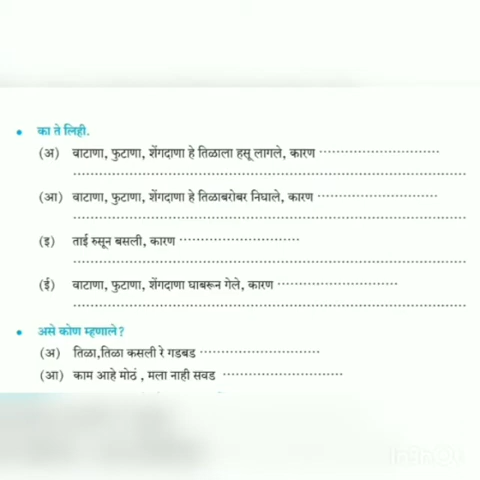 • का ते लिही.
(अ) वाटाणा, फुटाणा, शेंगदाणा हे तिळाला हसू लागले, कारण ............................
............................................................................................
(आ) वाटाणा, फुटाणा, शेंगदाणा हे तिळाबरोबर निघाले, कारण ............................
............................................................................................
(इ) ताई रुसून बसली, कारण ............................
............................................................................................
(ई) वाटाणा, फुटाणा, शेंगदाणा घाबरून गेले, कारण ............................
............................................................................................
• असे कोण म्हणाले?
(अ) तिळा,तिळा कसली रे गडबड ............................
(आ) काम आहे मोठं , मला नाही सवड ............................